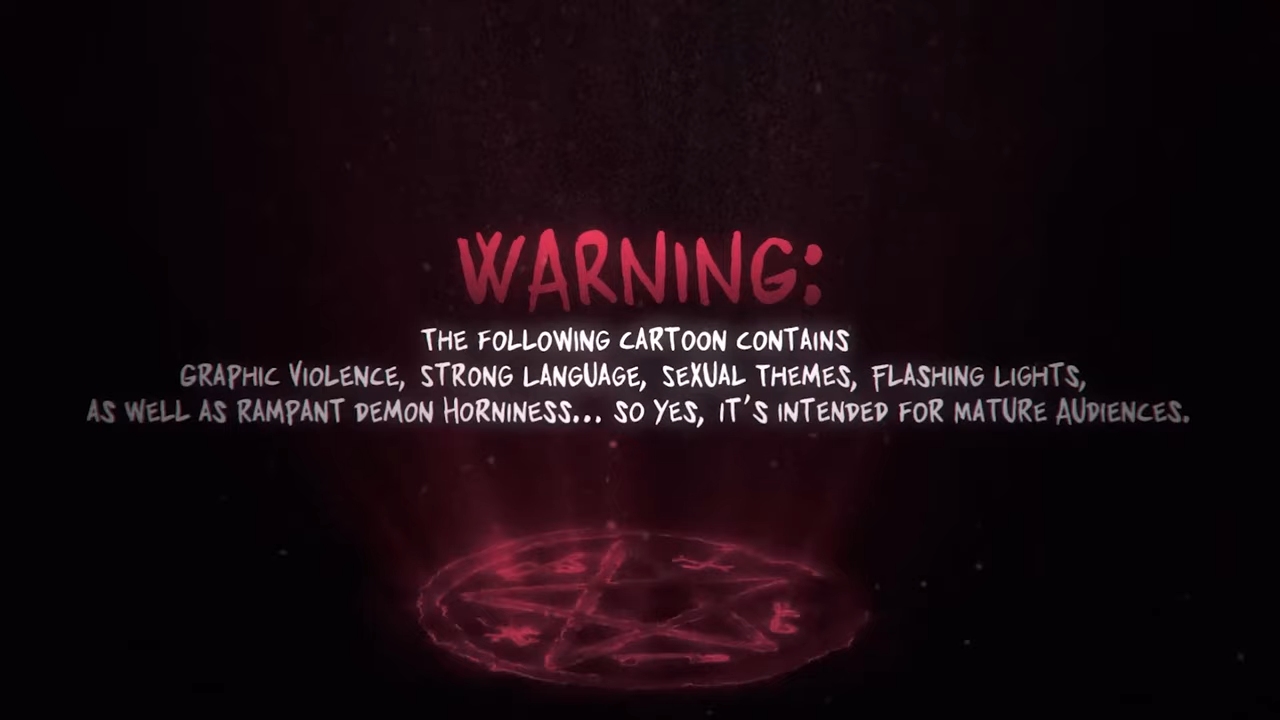 WARNING:
THE FOLLOWING CARTOON CONTAINS
GRAPHIC VIOLENCE, STRONG LANGUAGE, SEXUAL THEMES, FLASHING LIGHTS,
AS WELL AS RAMPANT DEMON HORNINESS... SO YES, IT'S INTENDED FOR MATURE AUDIENCES.